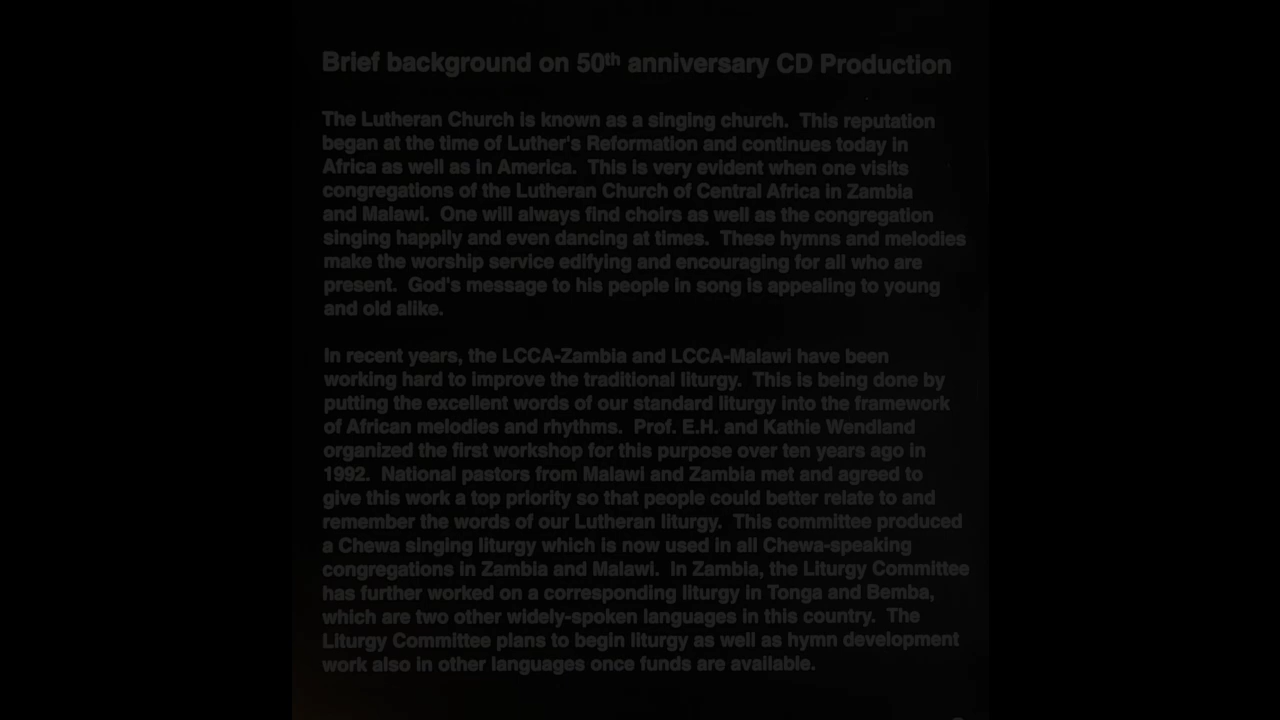 Brief background on 50th anniversary CD Production
The Lutheran Church is known as a singing church. This reputation
began at the time of Luther's Reformation and continues today in
Africa as well as in America. This is very evident when one visits
congregations of the Lutheran Church of Central Africa in Zambia
and Malawi. One will always find choirs as well as the congregation
singing happily and even dancing at times. These hymns and melodies
make the worship service edifying and encouraging for all who are
present. God's message to his people in song is appealing to young
and old alike.
In recent years, the LCCA-Zambia and LCCA-Malawi have been
working hard to improve the traditional liturgy. This is being done by
putting the excellent words of our standard liturgy into the framework
of African melodies and rhythms. Prof. E.H. and Kathie Wendland
organized the first workshop for this purpose over ten years ago in
1992. National pastors from Malawi and Zambia met and agreed to
give this work a top priority so that people could better relate to and
remember the words of our Lutheran liturgy. This committee produced
a Chewa singing liturgy which is now used in all Chewa-speaking
congregations in Zambia and Malawi. In Zambia, the Liturgy Committee
has further worked on a corresponding liturgy in Tonga and Bemba,
which are two other widely-spoken languages in this country. The
Liturgy Committee plans to begin liturgy as well as hymn development
work also in other languages once funds are available.